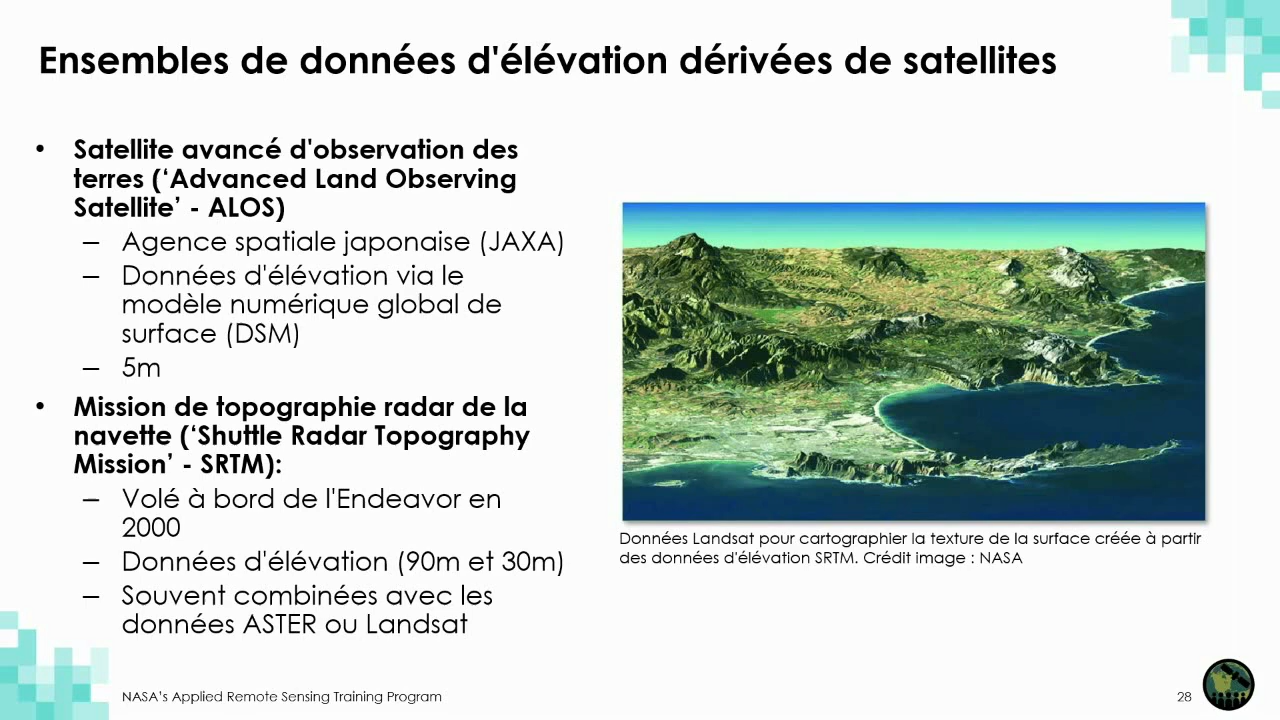 Ensembles de données d'élévation dérivées de satellites
• Satellite avancé d'observation des
terres (‘Advanced Land Observing
Satellite’ - ALOS)
– Agence spatiale japonaise (JAXA)
– Données d'élévation via le
modèle numérique global de
surface (DSM)
– 5m
• Mission de topographie radar de la
navette (‘Shuttle Radar Topography
Mission’ - SRTM):
– Volé à bord de l'Endeavor en
2000
– Données d'élévation (90m et 30m)
– Souvent combinées avec les
données ASTER ou Landsat
Données Landsat pour cartographier la texture de la surface créée à partir
des données d'élévation SRTM. Crédit image : NASA
NASA’s Applied Remote Sensing Training Program
28